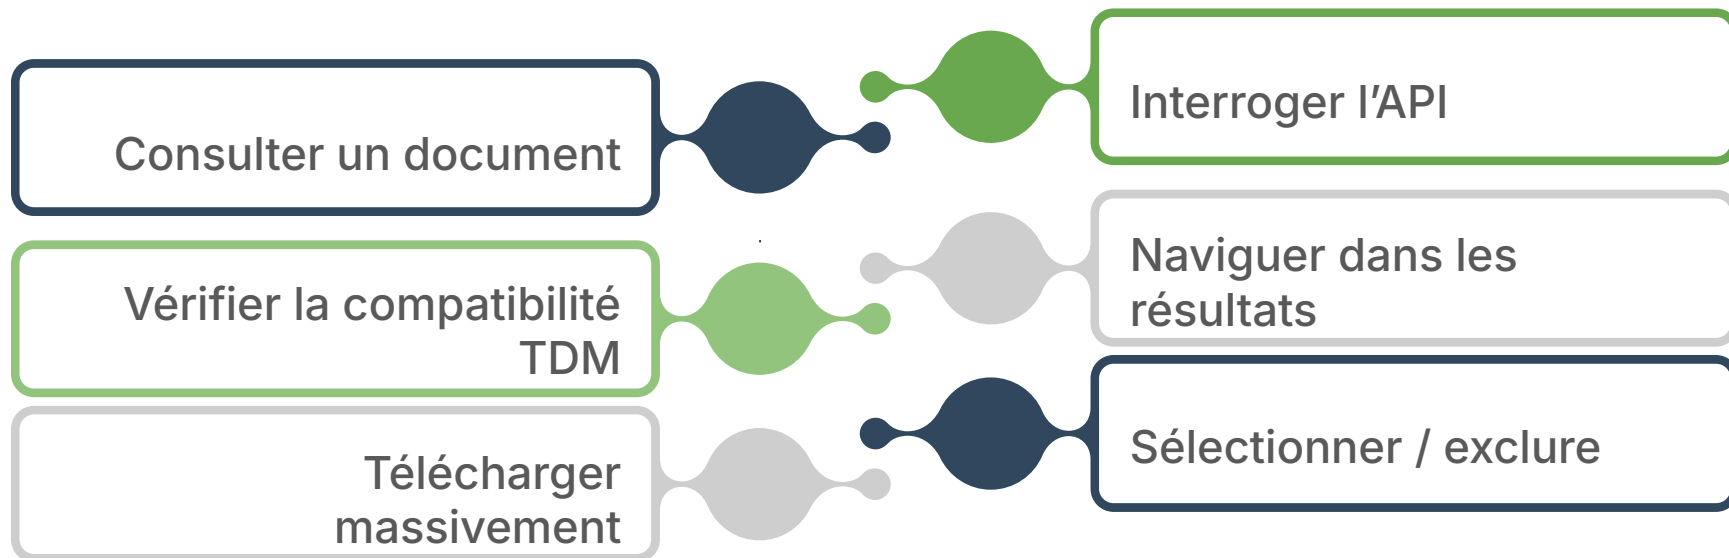 Consulter un document
Vérifier la compatibilité
TDM
Télécharger
massivement
Interroger l’API
Naviguer dans les
résultats
Sélectionner / exclure